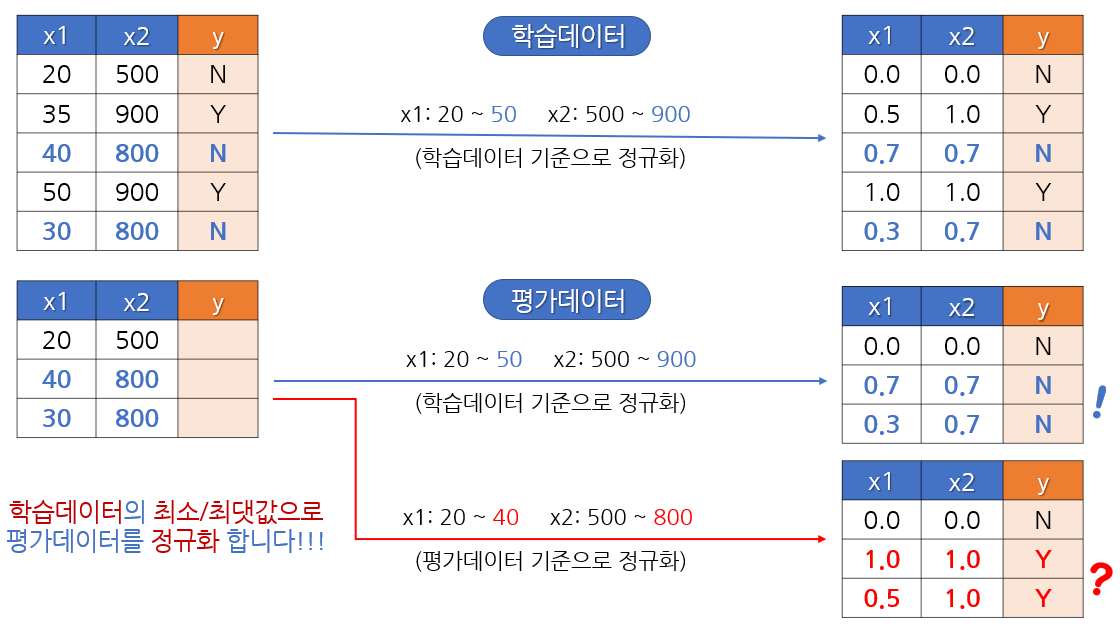 x1 x2 y
20 500 N
35 900 Y
40 800 N
50 900 Y
30 800 N
학습데이터
x1: 20 ~ 50 x2: 500 ~ 900
(학습데이터 기준으로 정규화)
x1 x2 y
0.0 0.0 N
0.5 1.0 Y
0.7 0.7 N
1.0 1.0 Y
0.3 0.7 N
x1 x2 y
20 500
40 800
30 800
평가데이터
x1: 20 ~ 50 x2: 500 ~ 900
(학습데이터 기준으로 정규화)
x1 x2 y
0.0 0.0 N
0.7 0.7 N
0.3 0.7 N
!
학습데이터의 최소/최댓값으로
평가데이터를 정규화 합니다!!!
x1: 20 ~ 40 x2: 500 ~ 800
(평가데이터 기준으로 정규화)
x1 x2 y
0.0 0.0 N
1.0 1.0 Y
0.5 1.0 Y
?